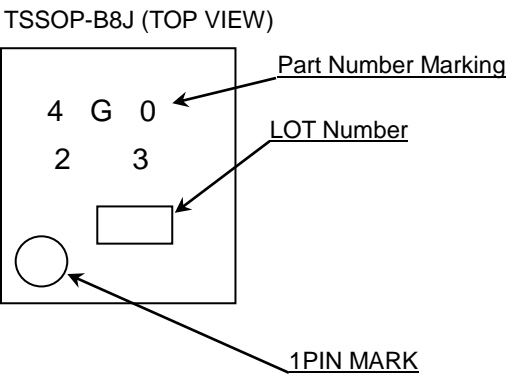 TSSOP-B8J (TOP VIEW)
Part Number Marking
4 G 0
LOT Number
2 3
1PIN MARK